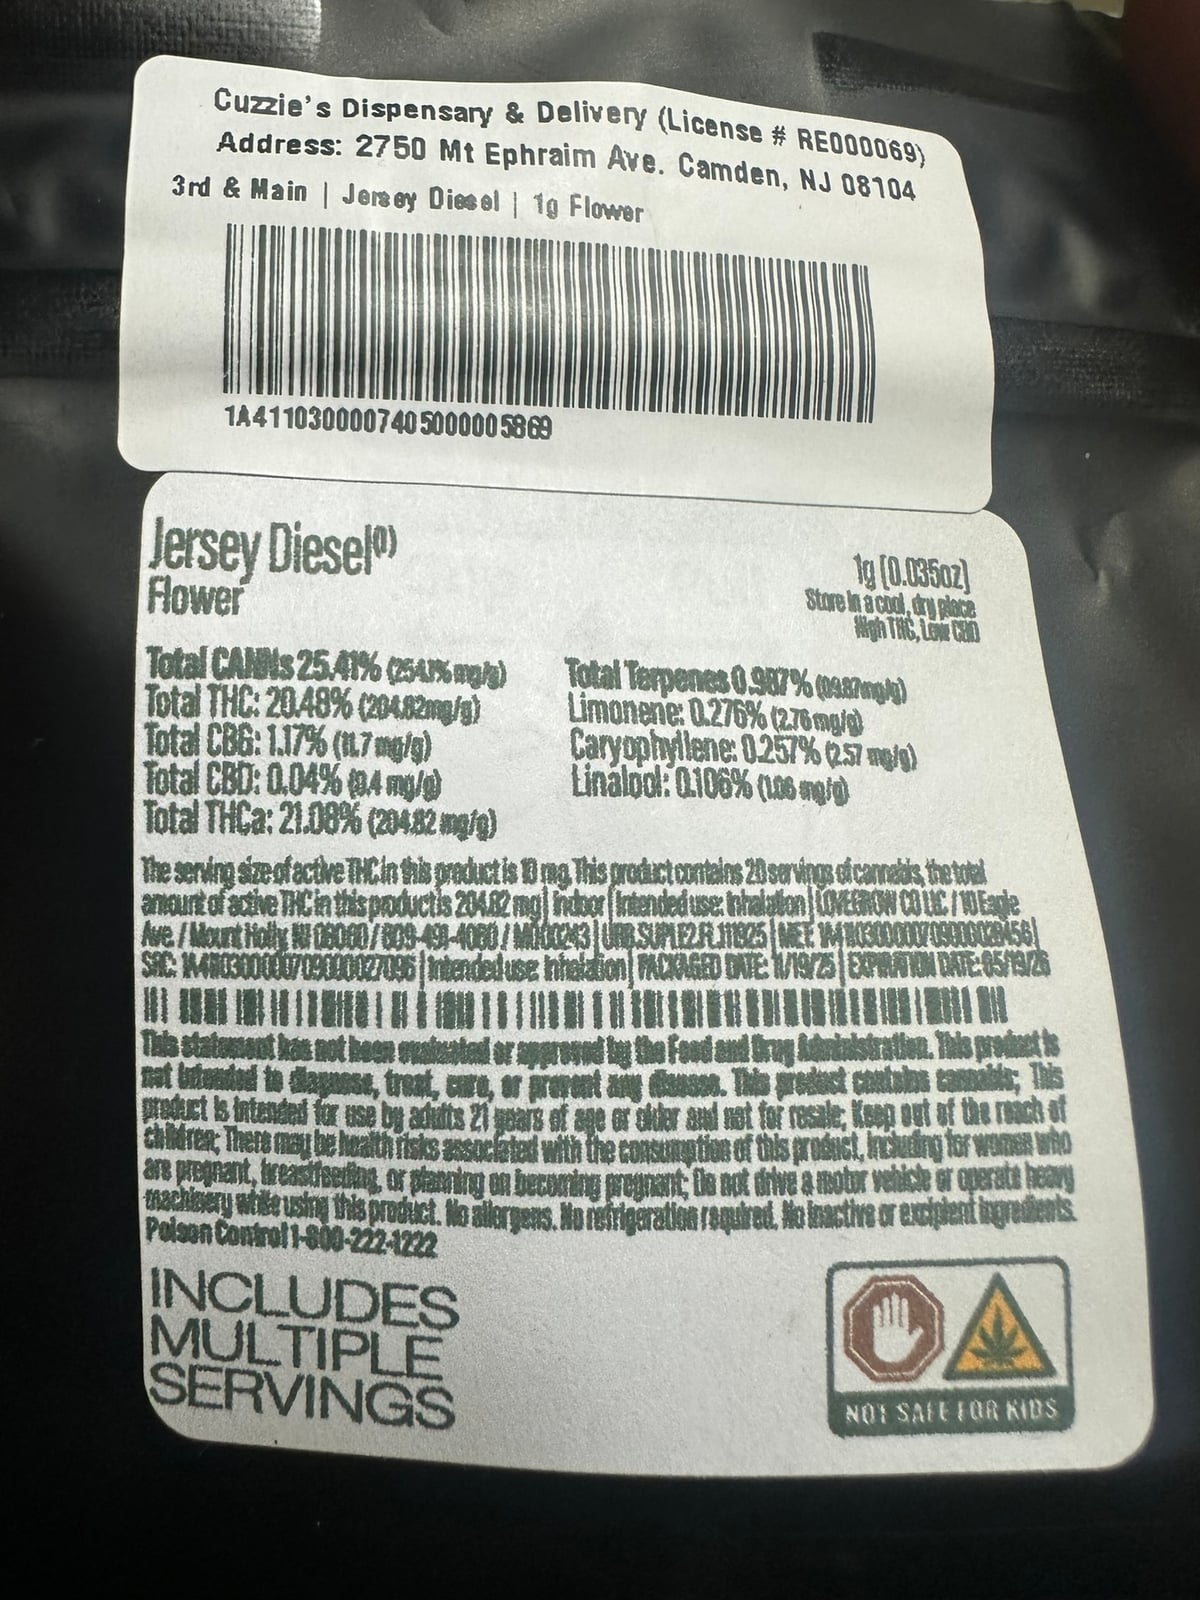 Cuzzie's Dispensary & Delivery (License # RE000069)
Address: 2750 Mt Ephraim Ave. Camden, NJ 08104
3rd & Main | Jersey Diesel | 1g Flower
1A4110300007405000005869
Jersey Diesel(I)
Flower
1g [0.035oz]
Store in a cool, dry place
High THC, Low CBD
Total CANNs 25.41% (254.1% mg/g)
Total THC: 20.48% (204.82mg/g)
Total CBG: 1.17% (11.7 mg/g)
Total CBD: 0.04% (0.4 mg/g)
Total THCa: 21.08% (204.82 mg/g)
Total Terpenes 0.987% (09.87mg/g)
Limonene: 0.276% (2.76 mg/g)
Caryophyllene: 0.257% (2.57 mg/g)
Linalool: 0.106% (1.06 mg/g)
The serving size of active THC in this product is 10 mg. This product contains 20 servings of cannabis, the total
amount of active THC in this product is 204.82 mg | Indoor | Intended use: Inhalation | LOVEGROW CO LLC / 10 Eagle
Ave. / Mount Holly, NJ 08060 / 609-491-4060 / M000243 |
| Intended use: Inhalation | PACKAGED DATE: 11/19/25 | EXPIRATION DATE: 05/19/26
This statement has not been evaluated or approved by the Food and Drug Administration. This product is
not intended to diagnose, treat, cure, or prevent any disease. This product contains cannabis; This
product is intended for use by adults 21 years of age or older and not for resale; Keep out of the reach of
children; There may be health risks associated with the consumption of this product, including for women who
are pregnant, breastfeeding, or planning on becoming pregnant; Do not drive a motor vehicle or operate heavy
machinery while using this product. No allergens. No refrigeration required. No inactive or excipient ingredients.
Poison Control 1-800-222-1222
INCLUDES
MULTIPLE
SERVINGS
NOT SAFE FOR KIDS